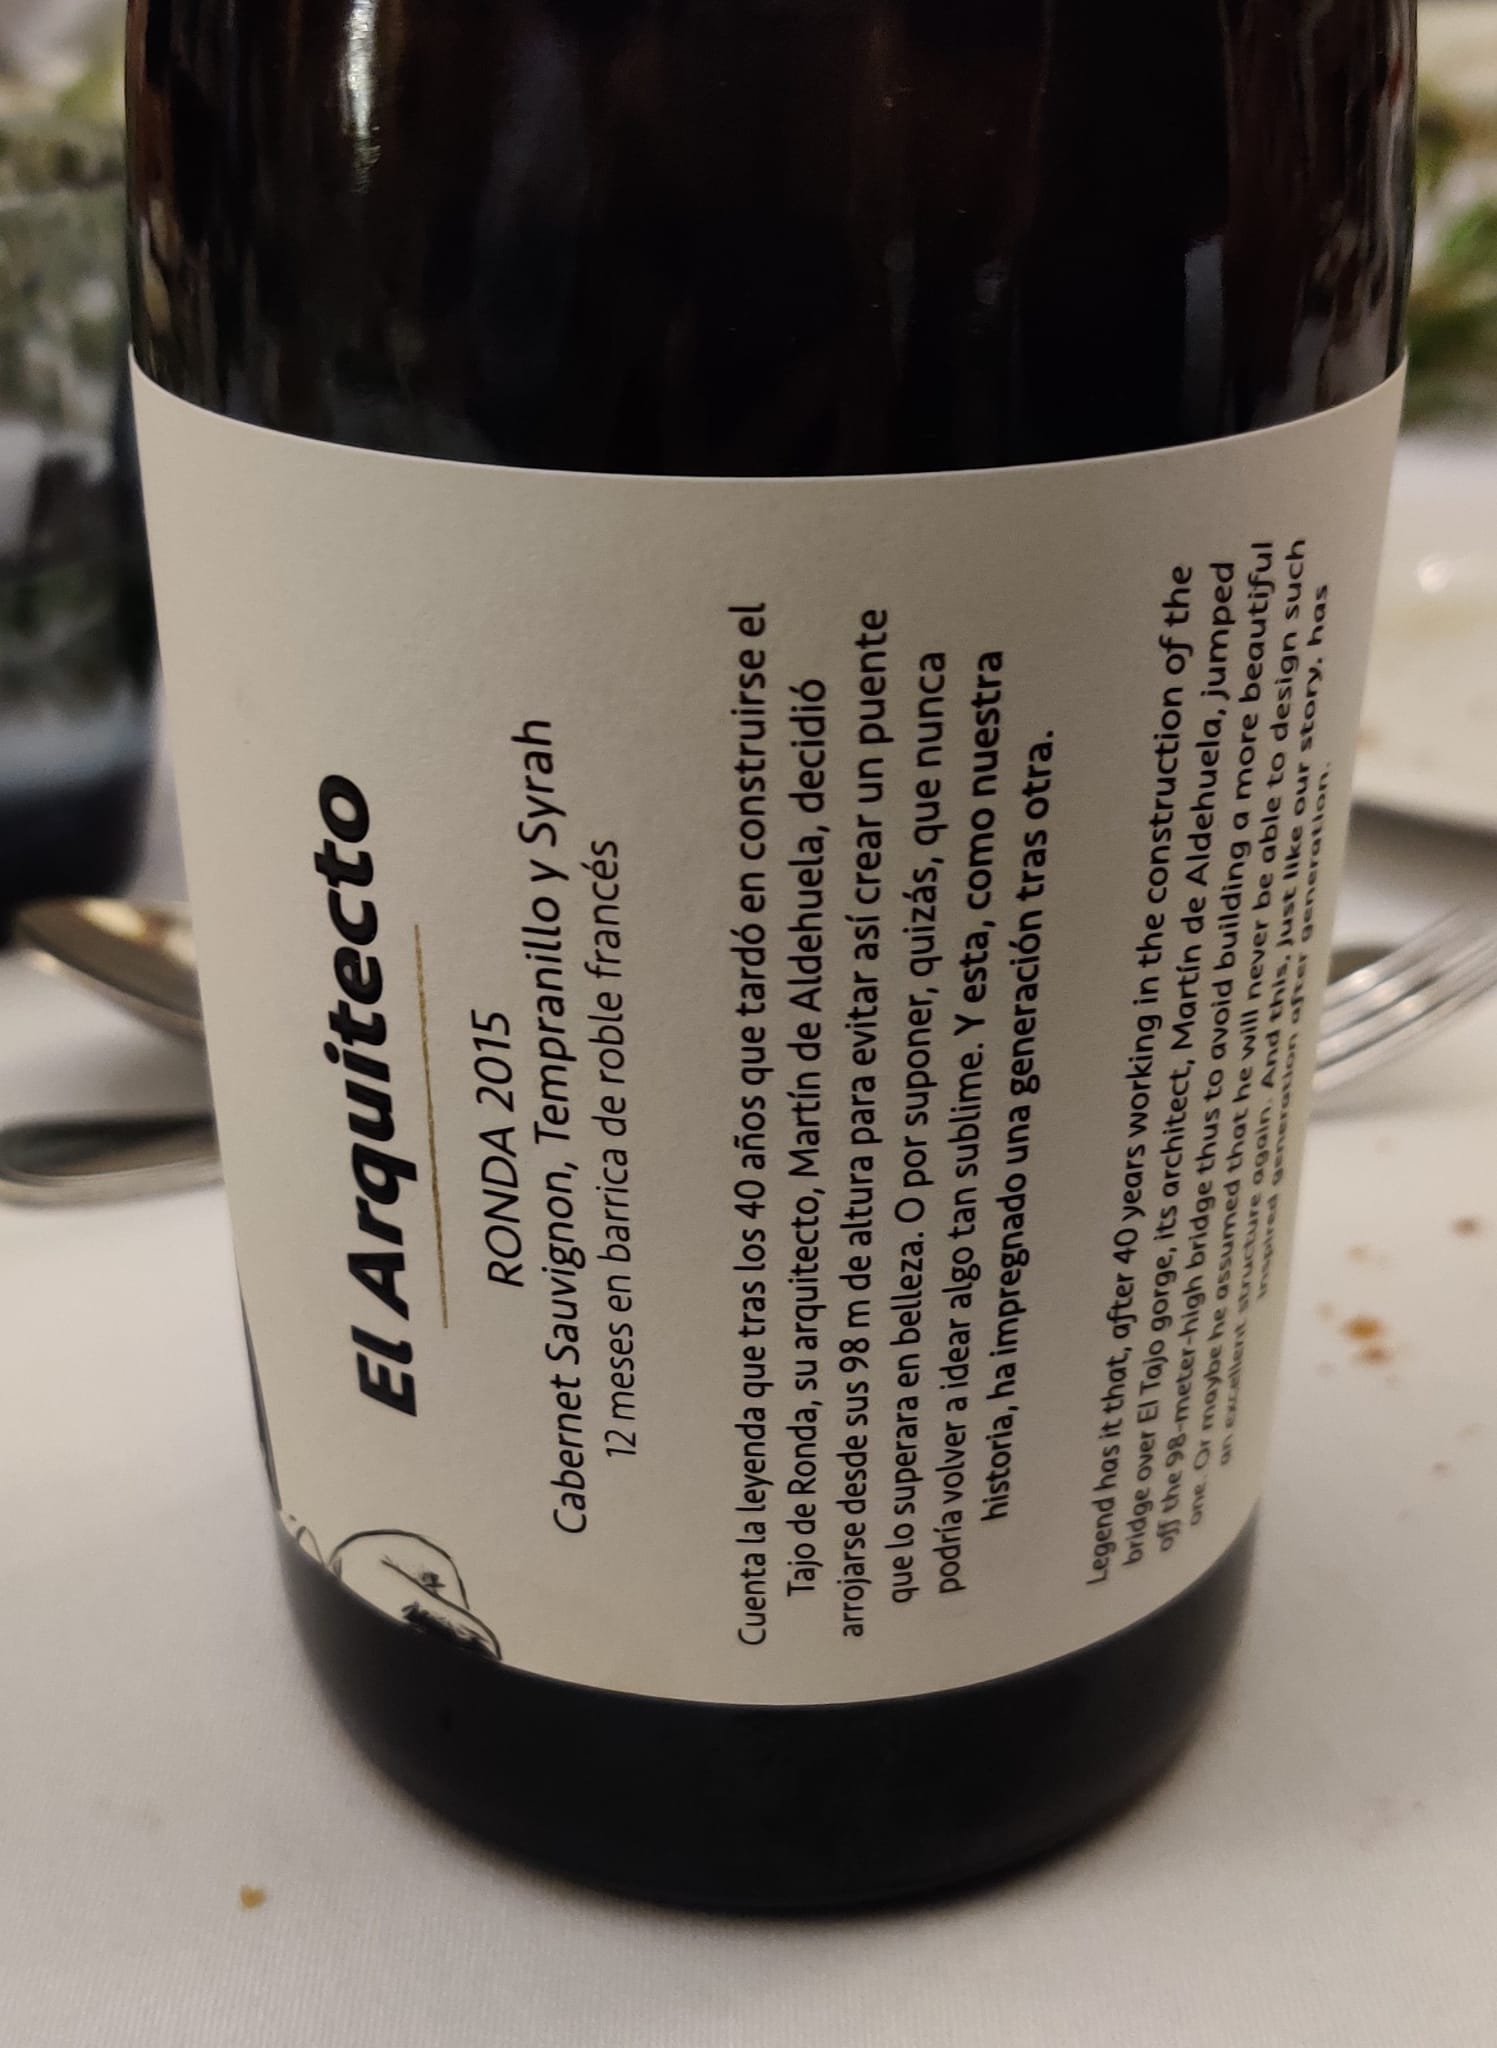 El Arquitecto
RONDA 2015
Cabernet Sauvignon, Tempranillo y Syrah
12 meses en barrica de roble francés
Cuenta la leyenda que tras los 40 años que tardó en construirse el
Tajo de Ronda, su arquitecto, Martín de Aldehuela, decidió
arrojarse desde sus 98 m de altura para evitar así crear un puente
que lo superara en belleza. O por suponer, quizás, que nunca
podría volver a idear algo tan sublime. Y esta, como nuestra
historia, ha impregnado una generación tras otra.
Legend has it that, after 40 years working in the construction of the
bridge over El Tajo gorge, its architect, Martín de Aldehuela, jumped
off the 98-meter-high bridge thus to avoid building a more beautiful
one. Or maybe he assumed that he will never be able to design such
an excellent structure again. And this, just like our story, has
inspired generation after generation.